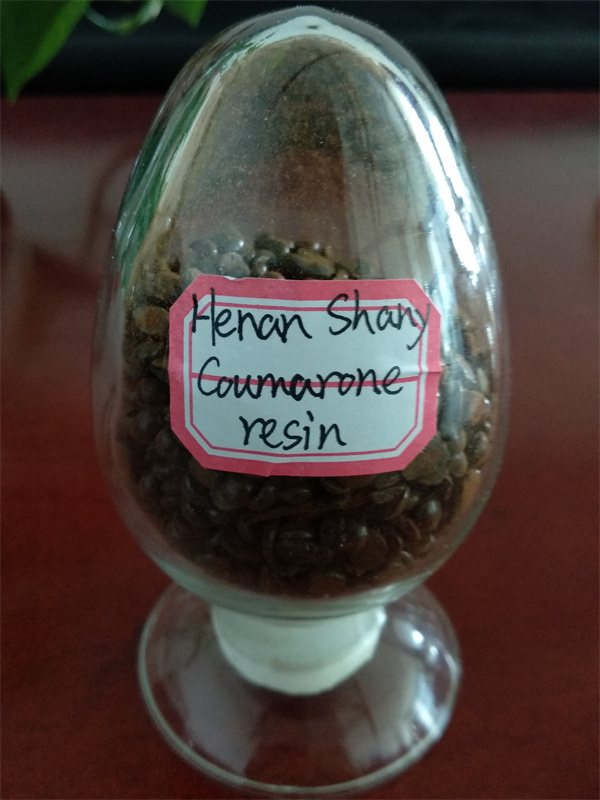 Henan Shany
Coumarone
resin